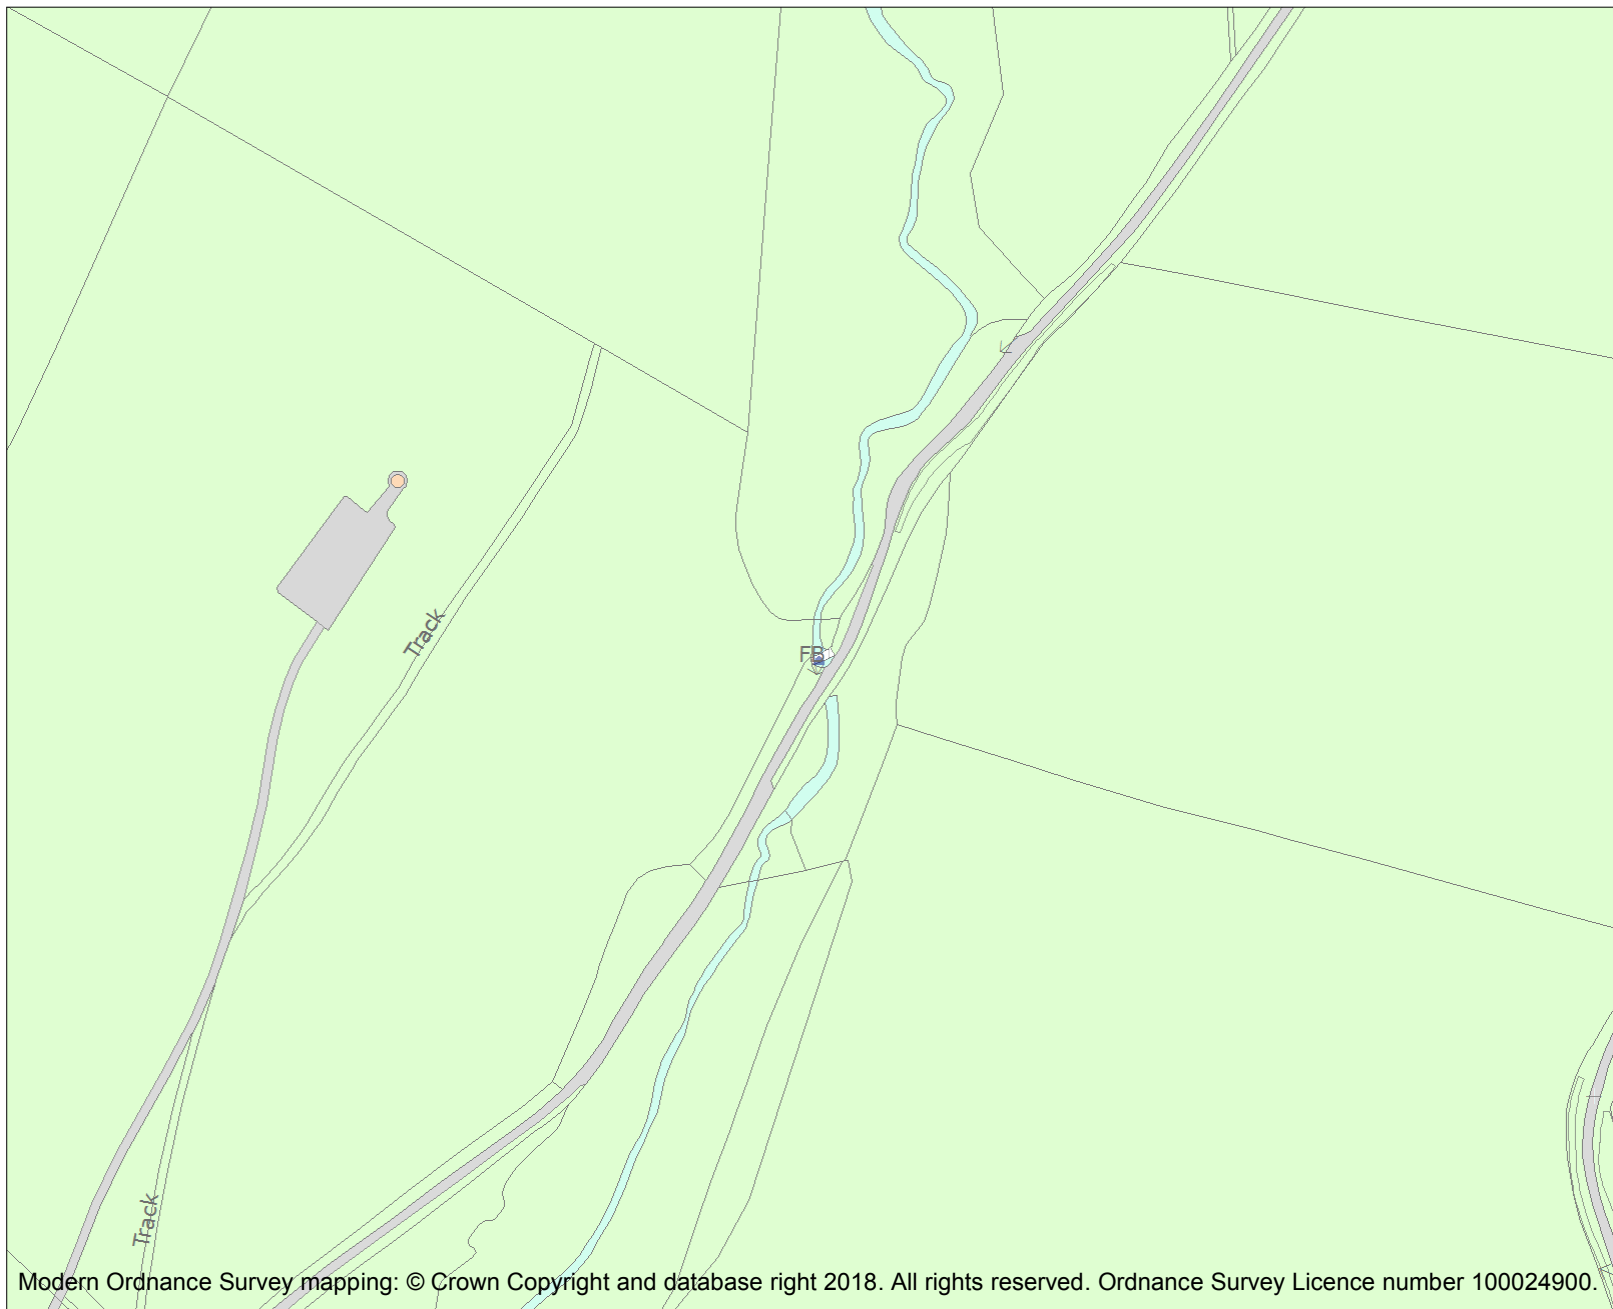 Track
FB
Track
Modern Ordnance Survey mapping: © Crown Copyright and database right 2018. All rights reserved. Ordnance Survey Licence number 100024900.